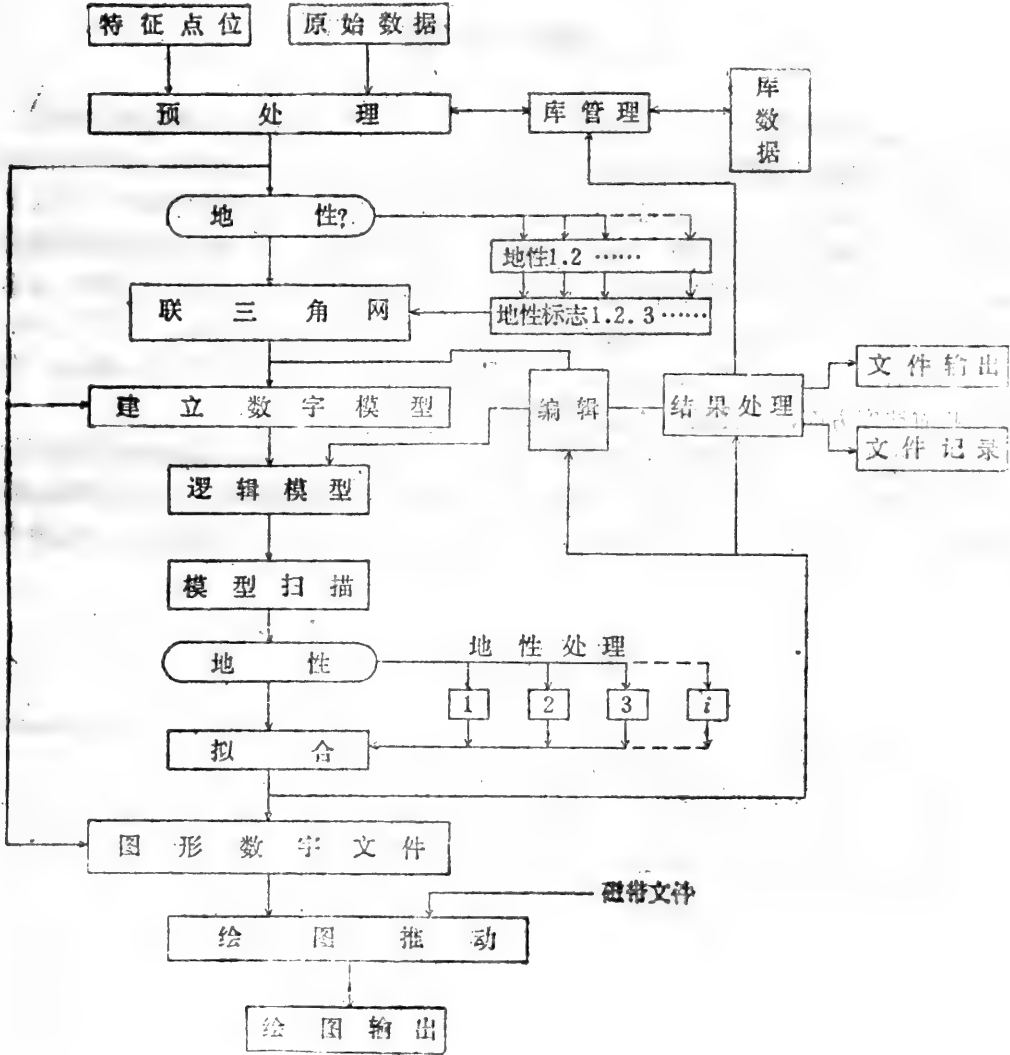 特征点位
原始数据
预处理
库管理
库数据
地性?
地性1.2 ……
联三角网
地性标志1.2.3……
文件输出
建立数字模型
编辑
结果处理
文件记录
逻辑模型
模型扫描
地性处理
地性
1
2
3
i
拟合
图形数字文件
磁带文件
绘图推动
绘图输出